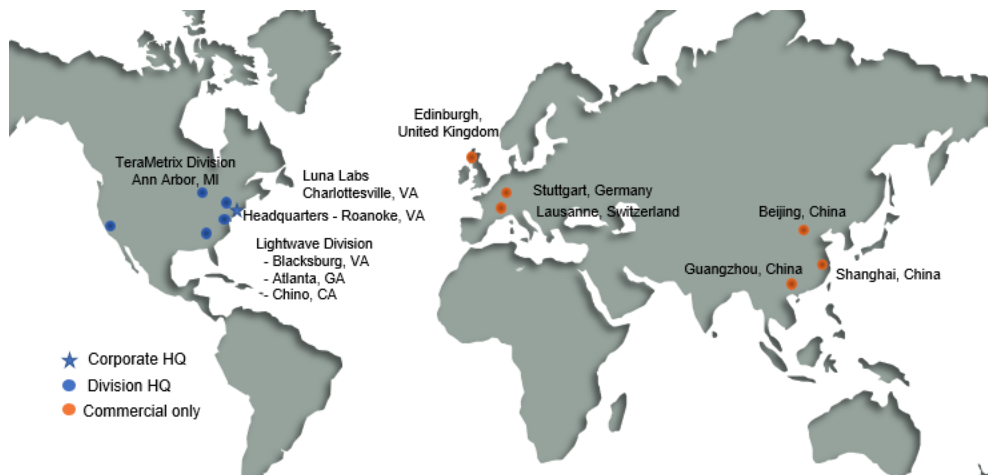 Edinburgh,
United Kingdom
TeraMetrix Division
Ann Arbor, MI
Luna Labs
Charlottesville, VA
Headquarters - Roanoke, VA
Lightwave Division
- Blacksburg, VA
- Atlanta, GA
- Chino, CA
Stuttgart, Germany
Lausanne, Switzerland
Beijing, China
Guangzhou, China
Shanghai, China
Corporate HQ
Division HQ
Commercial only